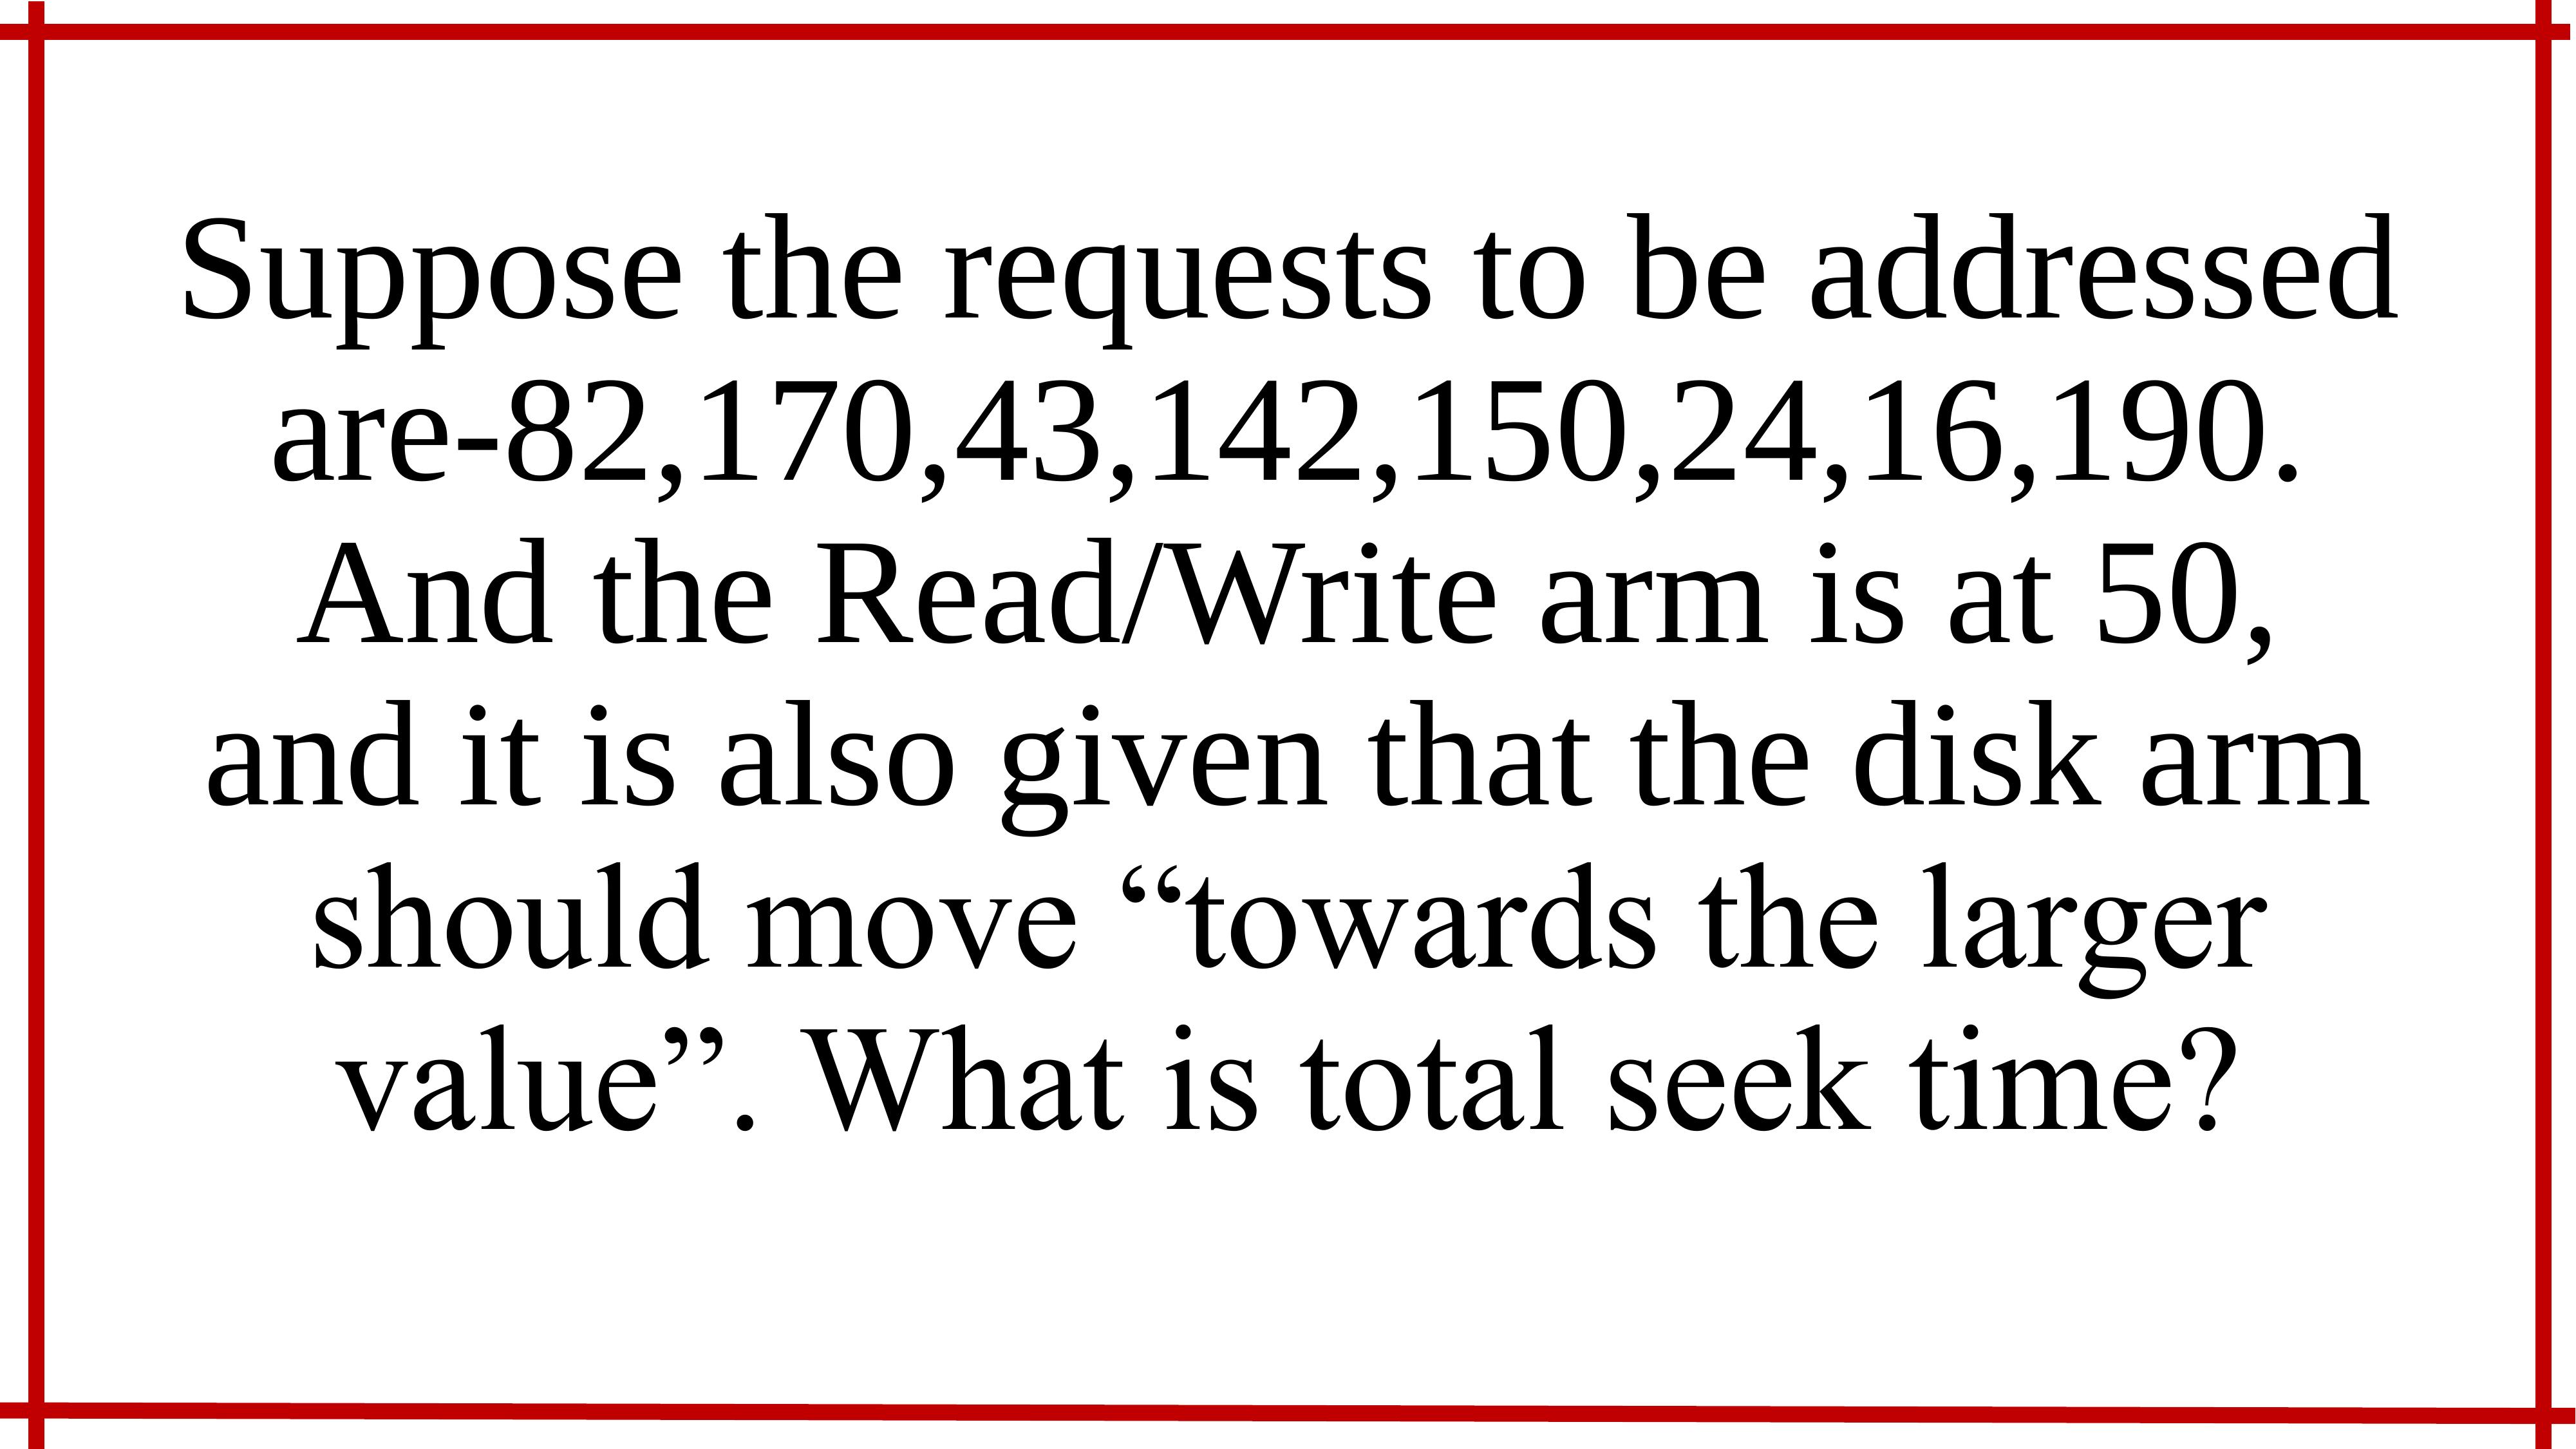 Suppose the requests to be addressed
are-82,170,43,142,150,24,16,190.
And the Read/Write arm is at 50,
and it is also given that the disk arm
should move “towards the larger
value”. What is total seek time?